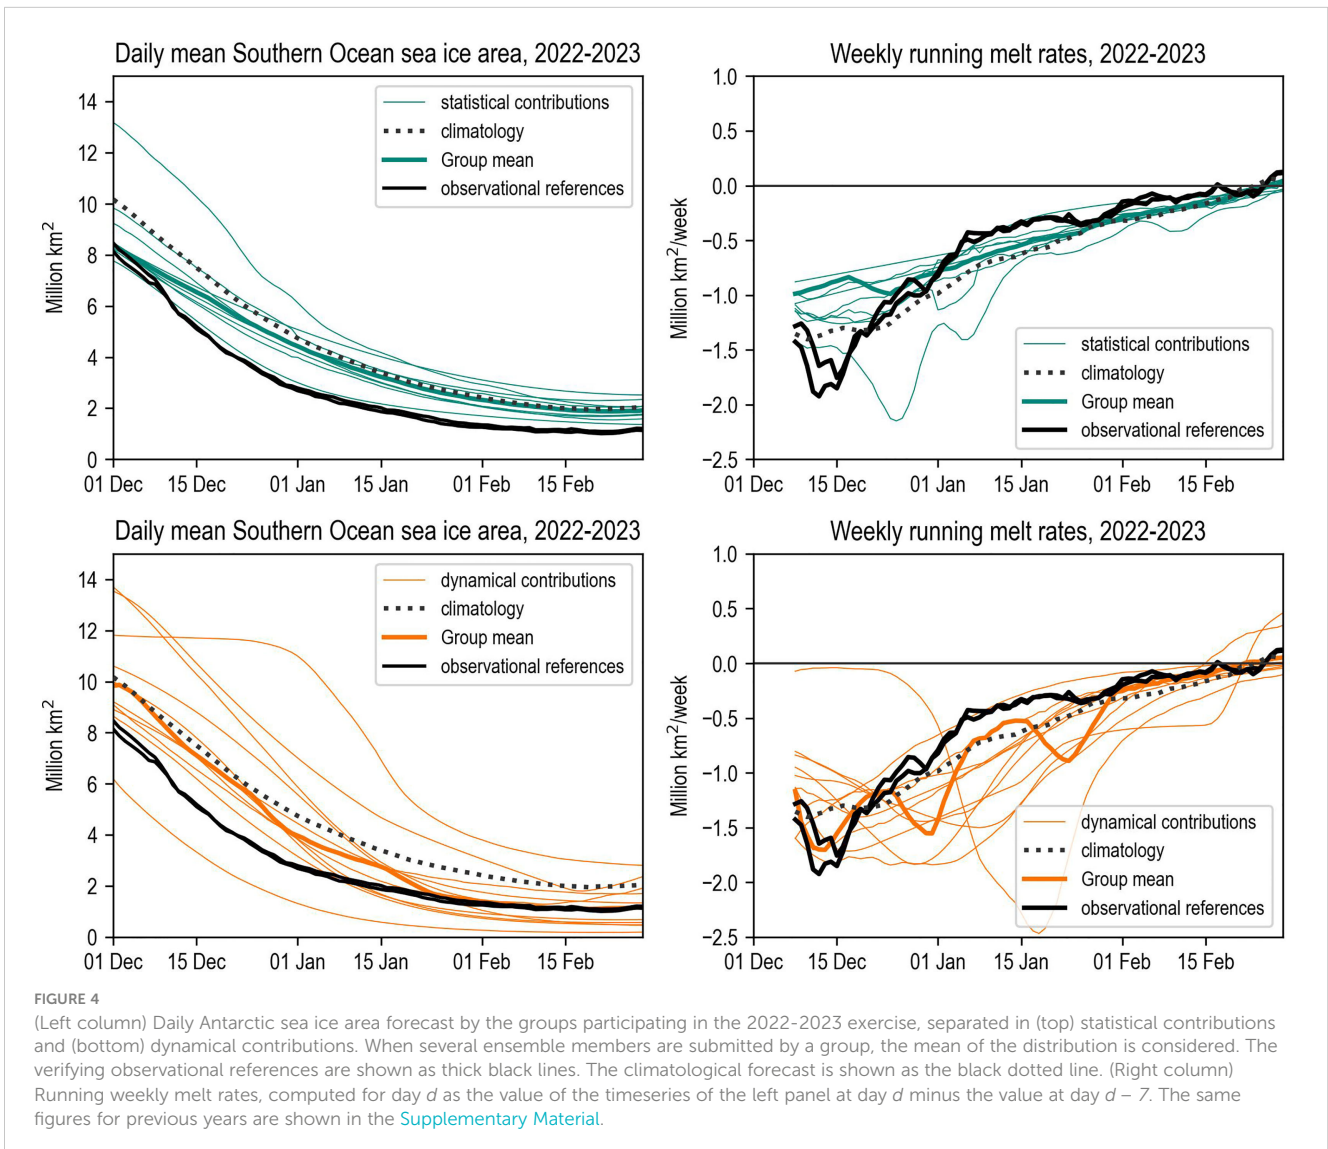 Daily mean Southern Ocean sea ice area, 2022-2023
Million km²
14
12
10
8
6
4
2
0
01 Dec 15 Dec 01 Jan 15 Jan 01 Feb 15 Feb
statistical contributions
climatology
Group mean
observational references
Weekly running melt rates, 2022-2023
Million km²/week
1.0
0.5
0.0
−0.5
−1.0
−1.5
−2.0
−2.5
01 Dec 15 Dec 01 Jan 15 Jan 01 Feb 15 Feb
statistical contributions
climatology
Group mean
observational references
Daily mean Southern Ocean sea ice area, 2022-2023
Million km²
14
12
10
8
6
4
2
0
01 Dec 15 Dec 01 Jan 15 Jan 01 Feb 15 Feb
dynamical contributions
climatology
Group mean
observational references
Weekly running melt rates, 2022-2023
Million km²/week
1.0
0.5
0.0
−0.5
−1.0
−1.5
−2.0
−2.5
01 Dec 15 Dec 01 Jan 15 Jan 01 Feb 15 Feb
dynamical contributions
climatology
Group mean
observational references
FIGURE 4
(Left column) Daily Antarctic sea ice area forecast by the groups participating in the 2022-2023 exercise, separated in (top) statistical contributions
and (bottom) dynamical contributions. When several ensemble members are submitted by a group, the mean of the distribution is considered. The
verifying observational references are shown as thick black lines. The climatological forecast is shown as the black dotted line. (Right column)
Running weekly melt rates, computed for day d as the value of the timeseries of the left panel at day d minus the value at day d – 7. The same
figures for previous years are shown in the Supplementary Material.